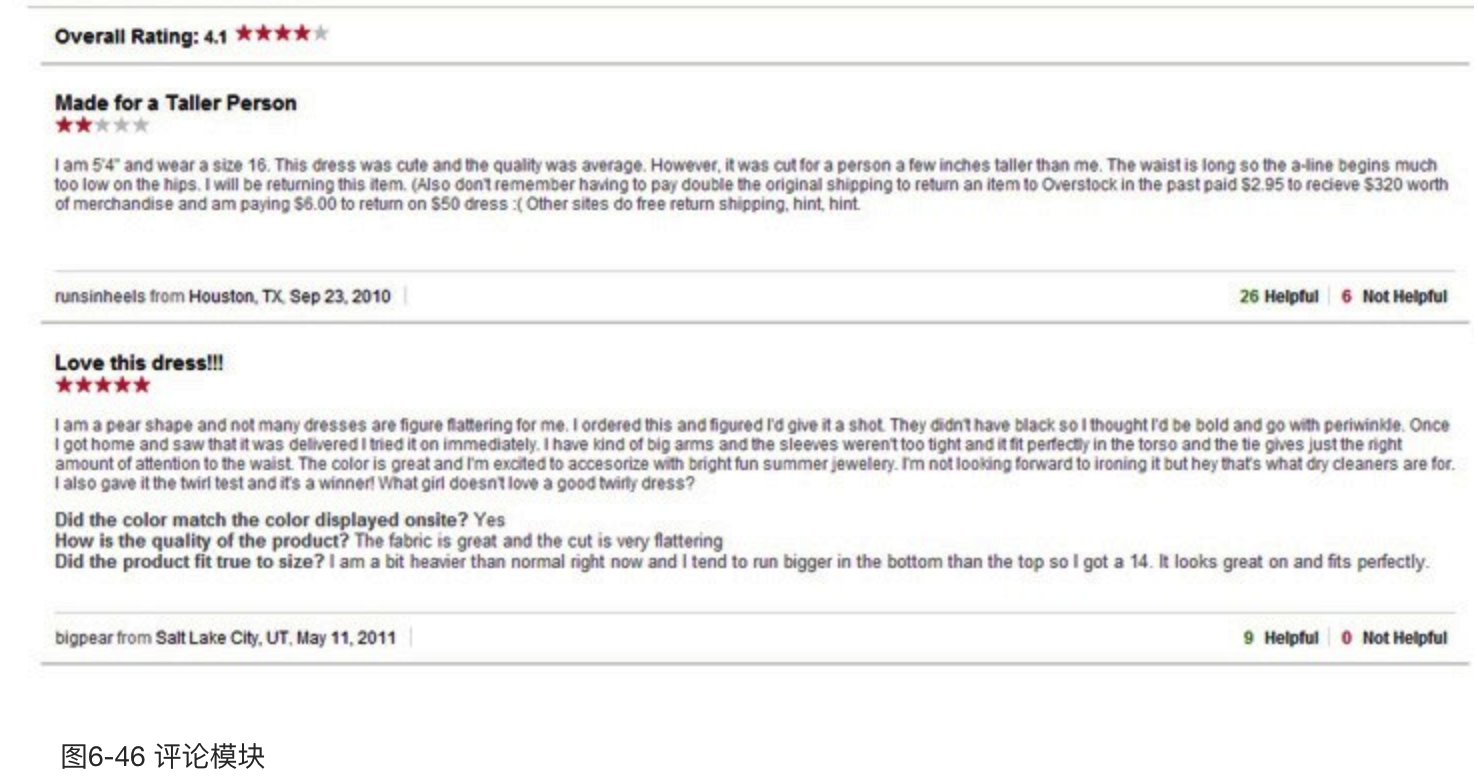 Overall Rating: 4.1
Made for a Taller Person
I am 5'4" and wear a size 16. This dress was cute and the quality was average. However, it was cut for a person a few inches taller than me. The waist is long so the a-line begins much
too low on the hips. I will be returning this item. (Also don't remember having to pay double the original shipping to return an item to Overstock in the past paid $2.95 to recieve $320 worth
of merchandise and am paying $6.00 to return on $50 dress :( Other sites do free return shipping, hint, hint.
runsinheels from Houston, TX, Sep 23, 2010
26 Helpful 6 Not Helpful
Love this dress!!!
I am a pear shape and not many dresses are figure flattering for me. I ordered this and figured I'd give it a shot. They didn't have black so I thought I'd be bold and go with periwinkle. Once
I got home and saw that it was delivered I tried it on immediately. I have kind of big arms and the sleeves weren't too tight and it fit perfectly in the torso and the tie gives just the right
amount of attention to the waist. The color is great and I'm excited to accesorize with bright fun summer jewelery. I'm not looking forward to ironing it but hey that's what dry cleaners are for.
I also gave it the twirl test and it's a winner! What girl doesn't love a good twirly dress?
Did the color match the color displayed onsite? Yes
How is the quality of the product? The fabric is great and the cut is very flattering
Did the product fit true to size? I am a bit heavier than normal right now and I tend to run bigger in the bottom than the top so I got a 14. It looks great on and fits perfectly.
bigpear from Salt Lake City, UT, May 11, 2011
9 Helpful 0 Not Helpful
图6-46 评论模块